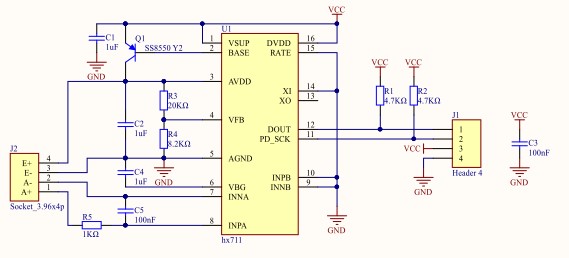 VCC
U1
C1
1uF
GND
Q1
SS8550 Y2
1 VSUP DVDD 16
2 BASE RATE 15
3 AVDD
XI 14
XO 13
4 VFB
DOUT 12
PD_SCK 11
5 AGND
INPB 10
INNB 9
6 VBG
7 INNA
8 INPA
hx711
R3
20KΩ
R4
8.2KΩ
GND
C2
1uF
C4
1uF
C5
100nF
J2
E+ 4
E- 3
A- 2
A+ 1
Socket_3.96x4p
R5
1KΩ
GND
VCC
VCC
R1
4.7KΩ
R2
4.7KΩ
J1
1
2
VCC 3
4
Header 4
GND
VCC
C3
100nF
GND